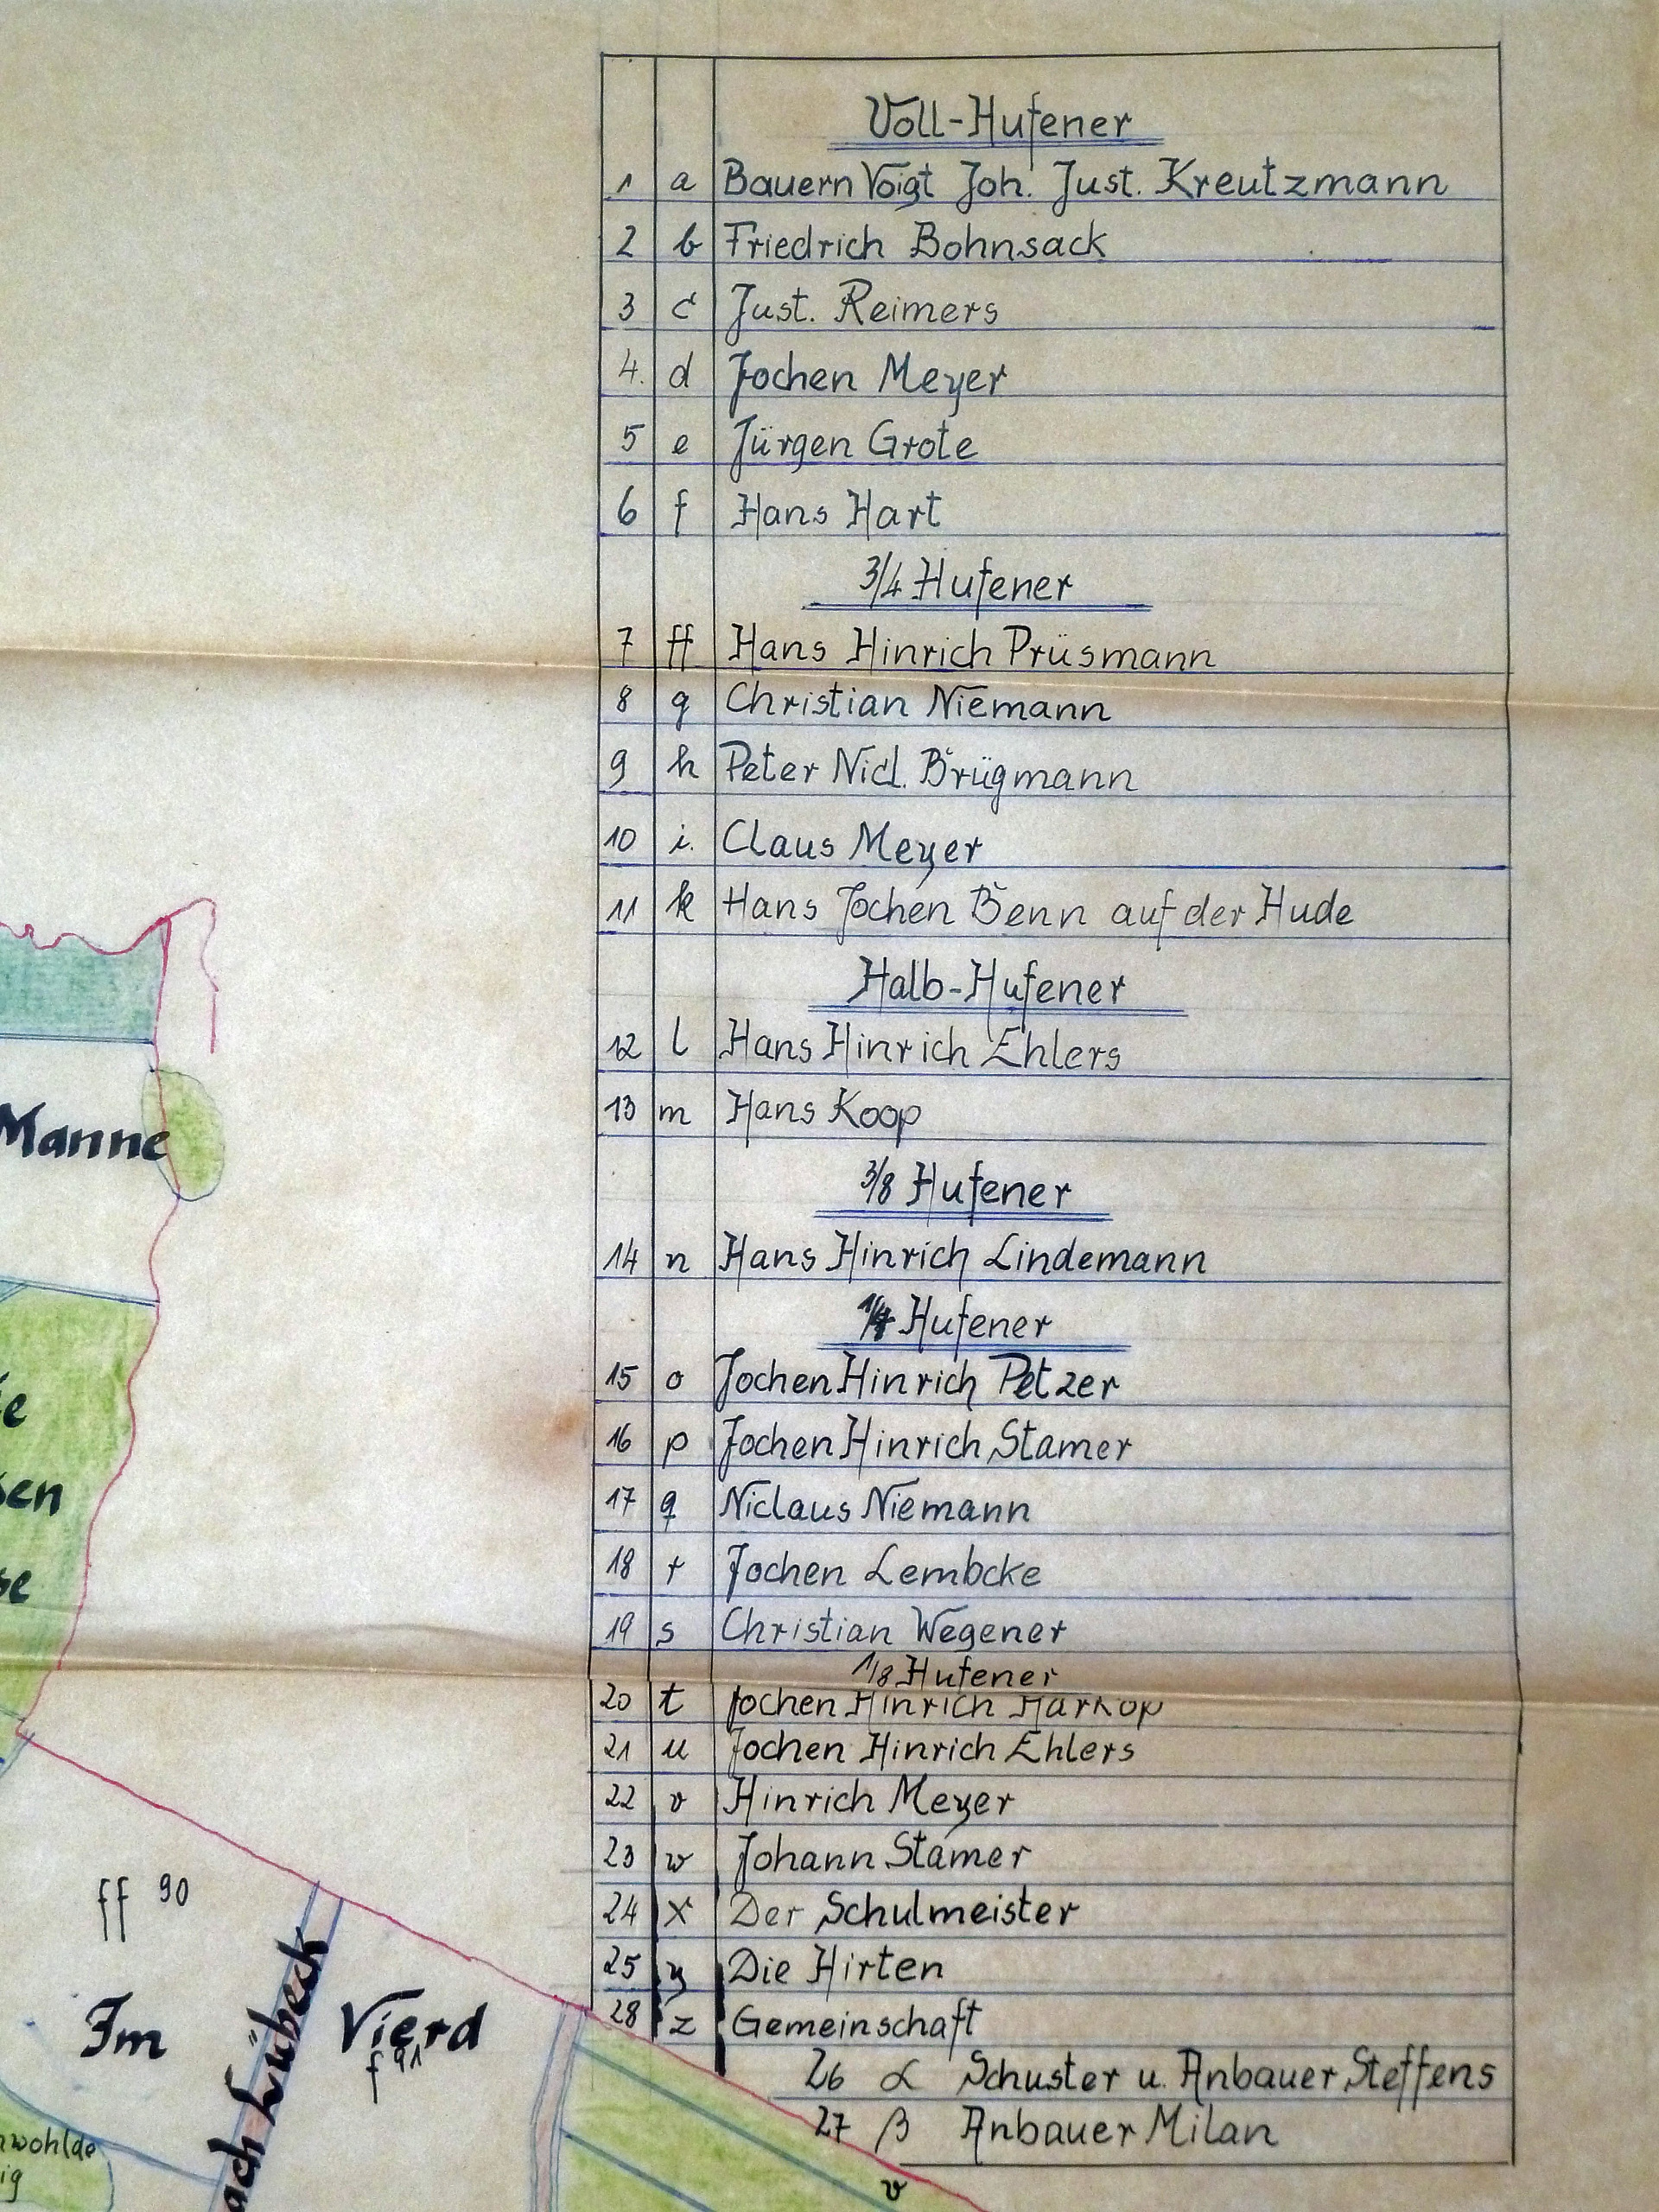 Voll-Hufener
1 a Bauern Voigt Joh. Just. Kreutzmann
2 b Friedrich Bohnsack
3 c Just. Reimers
4. d Jochen Meyer
5 e Jürgen Grote
6 f Hans Hart
3/4 Hufener
7 ff Hans Hinrich Prüsmann
8 g Christian Niemann
9 h Peter Nicl. Brügmann
10 i. Claus Meyer
11 k Hans Jochen Benn auf der Hude
Halb-Hufener
12 l Hans Hinrich Ehlers
13 m Hans Koop
3/8 Hufener
14 n Hans Hinrich Lindemann
1/4 Hufener
15 o Jochen Hinrich Petzer
16 p Jochen Hinrich Stamer
17 q Niclaus Niemann
18 r Jochen Lembcke
19 s Christian Wegener
1/8 Hufener
20 t Jochen Hinrich Harkop
21 u Jochen Hinrich Ehlers
22 v Hinrich Meyer
23 w Johann Stamer
24 x Der Schulmeister
25 y Die Hirten
28 z Gemeinschaft
26 α Schuster u. Anbauer Steffens
27 β Anbauer Milan
Manne
ff 90
Im
Vierd
f 91
ach Lübeck
wohlde
ig
v